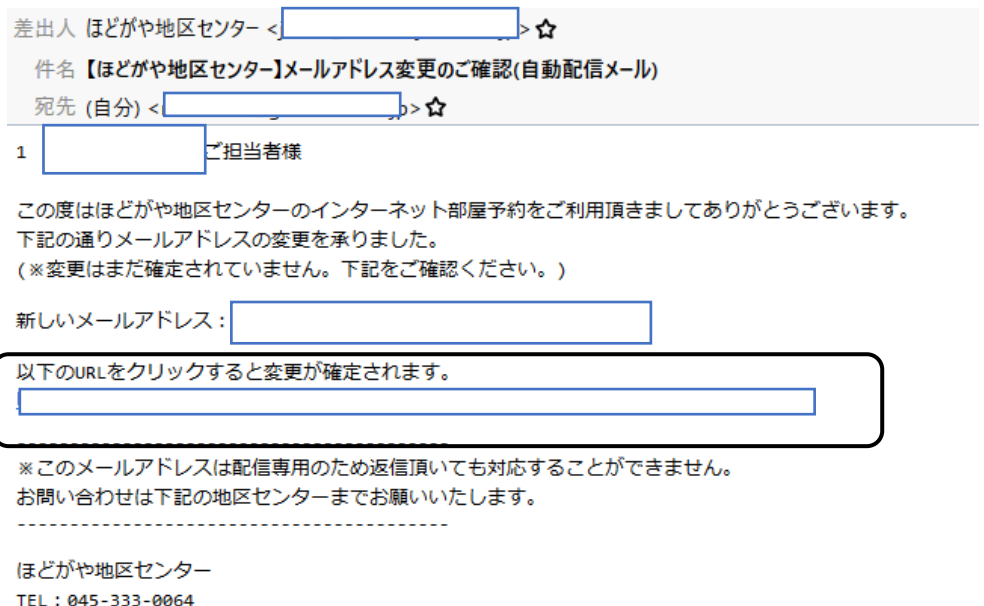 差出人 ほどがや地区センター < > ☆
件名 【ほどがや地区センター】メールアドレス変更のご確認(自動配信メール)
宛先 (自分) < > ☆
1 ご担当者様
この度はほどがや地区センターのインターネット部屋予約をご利用頂きましてありがとうございます。
下記の通りメールアドレスの変更を承りました。
(※変更はまだ確定されていません。下記をご確認ください。)
新しいメールアドレス：
以下のURLをクリックすると変更が確定されます。
-----------------------------------------
※このメールアドレスは配信専用のため返信頂いても対応することができません。
お問い合わせは下記の地区センターまでお願いいたします。
-----------------------------------------
ほどがや地区センター
TEL：045-333-0064